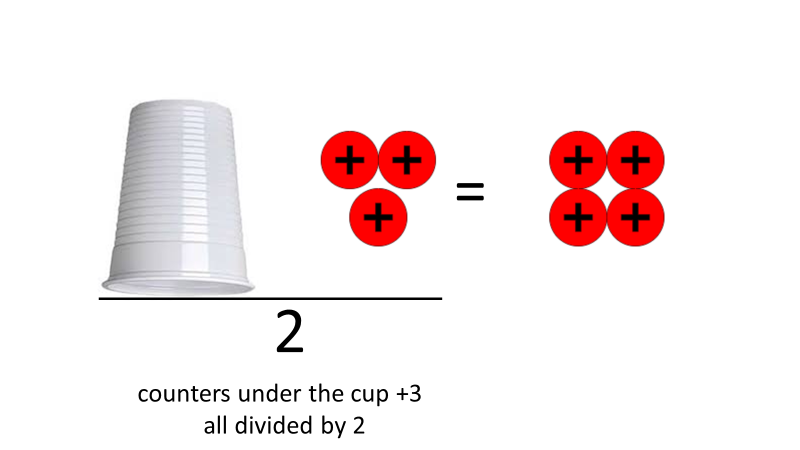 + + = + +
+ + +
2
counters under the cup +3
all divided by 2